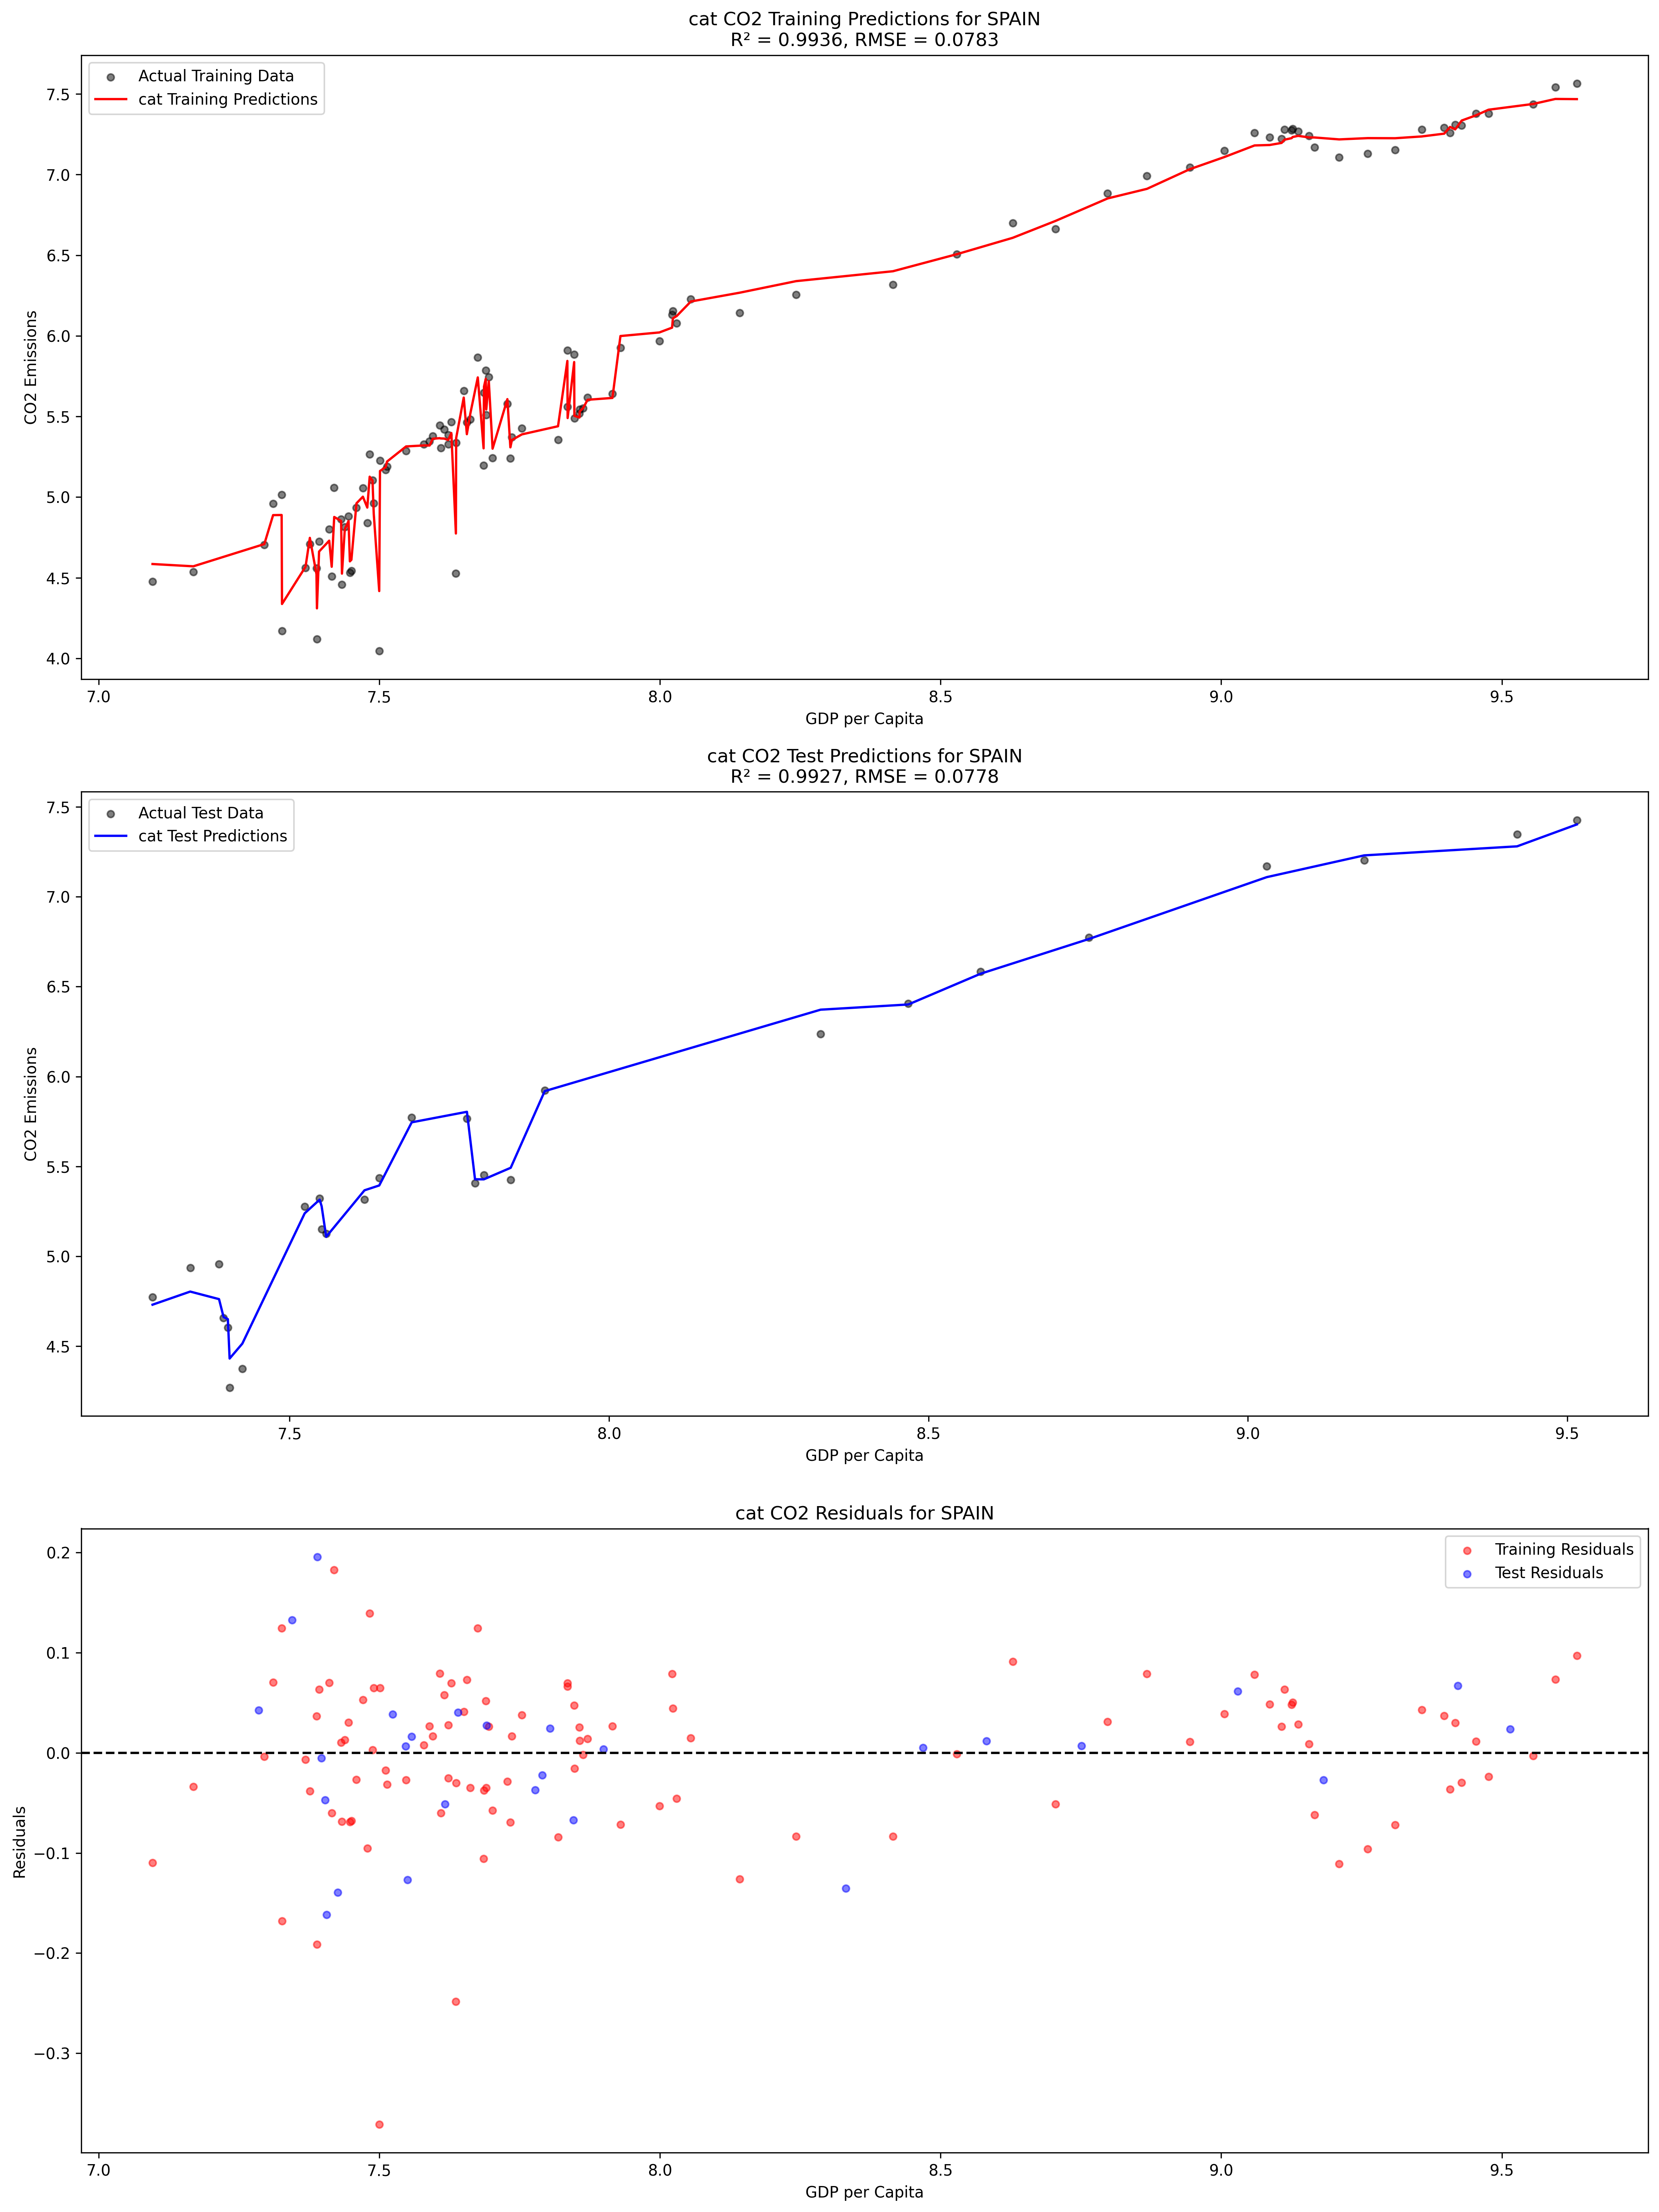 cat CO2 Training Predictions for SPAIN
R² = 0.9936, RMSE = 0.0783
Actual Training Data
cat Training Predictions
CO2 Emissions
7.5
7.0
6.5
6.0
5.5
5.0
4.5
4.0
7.0 7.5 8.0 8.5 9.0 9.5
GDP per Capita
cat CO2 Test Predictions for SPAIN
R² = 0.9927, RMSE = 0.0778
Actual Test Data
cat Test Predictions
CO2 Emissions
7.5
7.0
6.5
6.0
5.5
5.0
4.5
7.5 8.0 8.5 9.0 9.5
GDP per Capita
cat CO2 Residuals for SPAIN
Training Residuals
Test Residuals
Residuals
0.2
0.1
0.0
−0.1
−0.2
−0.3
7.0 7.5 8.0 8.5 9.0 9.5
GDP per Capita